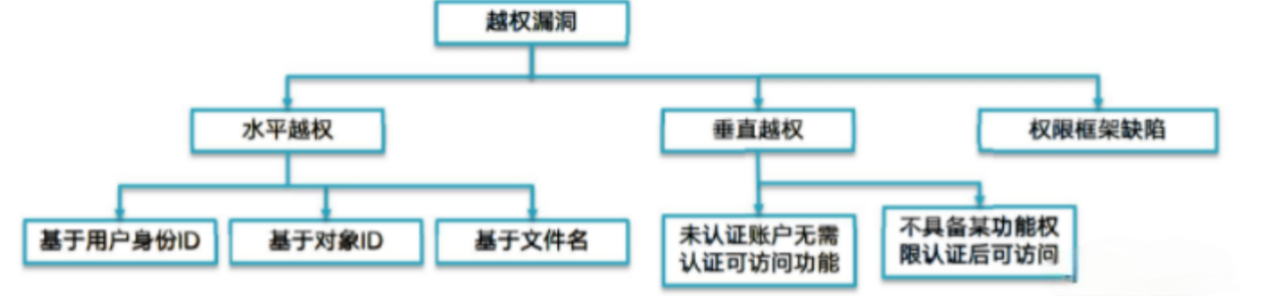 越权漏洞
水平越权
垂直越权
权限框架缺陷
基于用户身份ID
基于对象ID
基于文件名
未认证账户无需
认证可访问功能
不具备某功能权
限认证后可访问